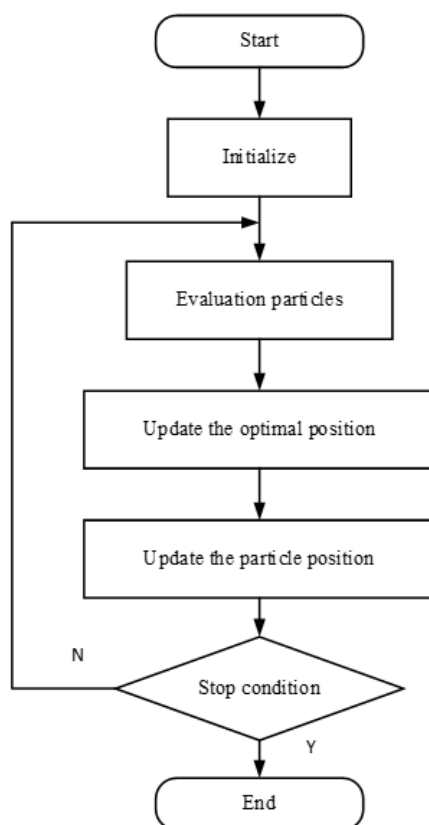 Start
Initialize
Evaluation particles
Update the optimal position
Update the particle position
N
Stop condition
Y
End